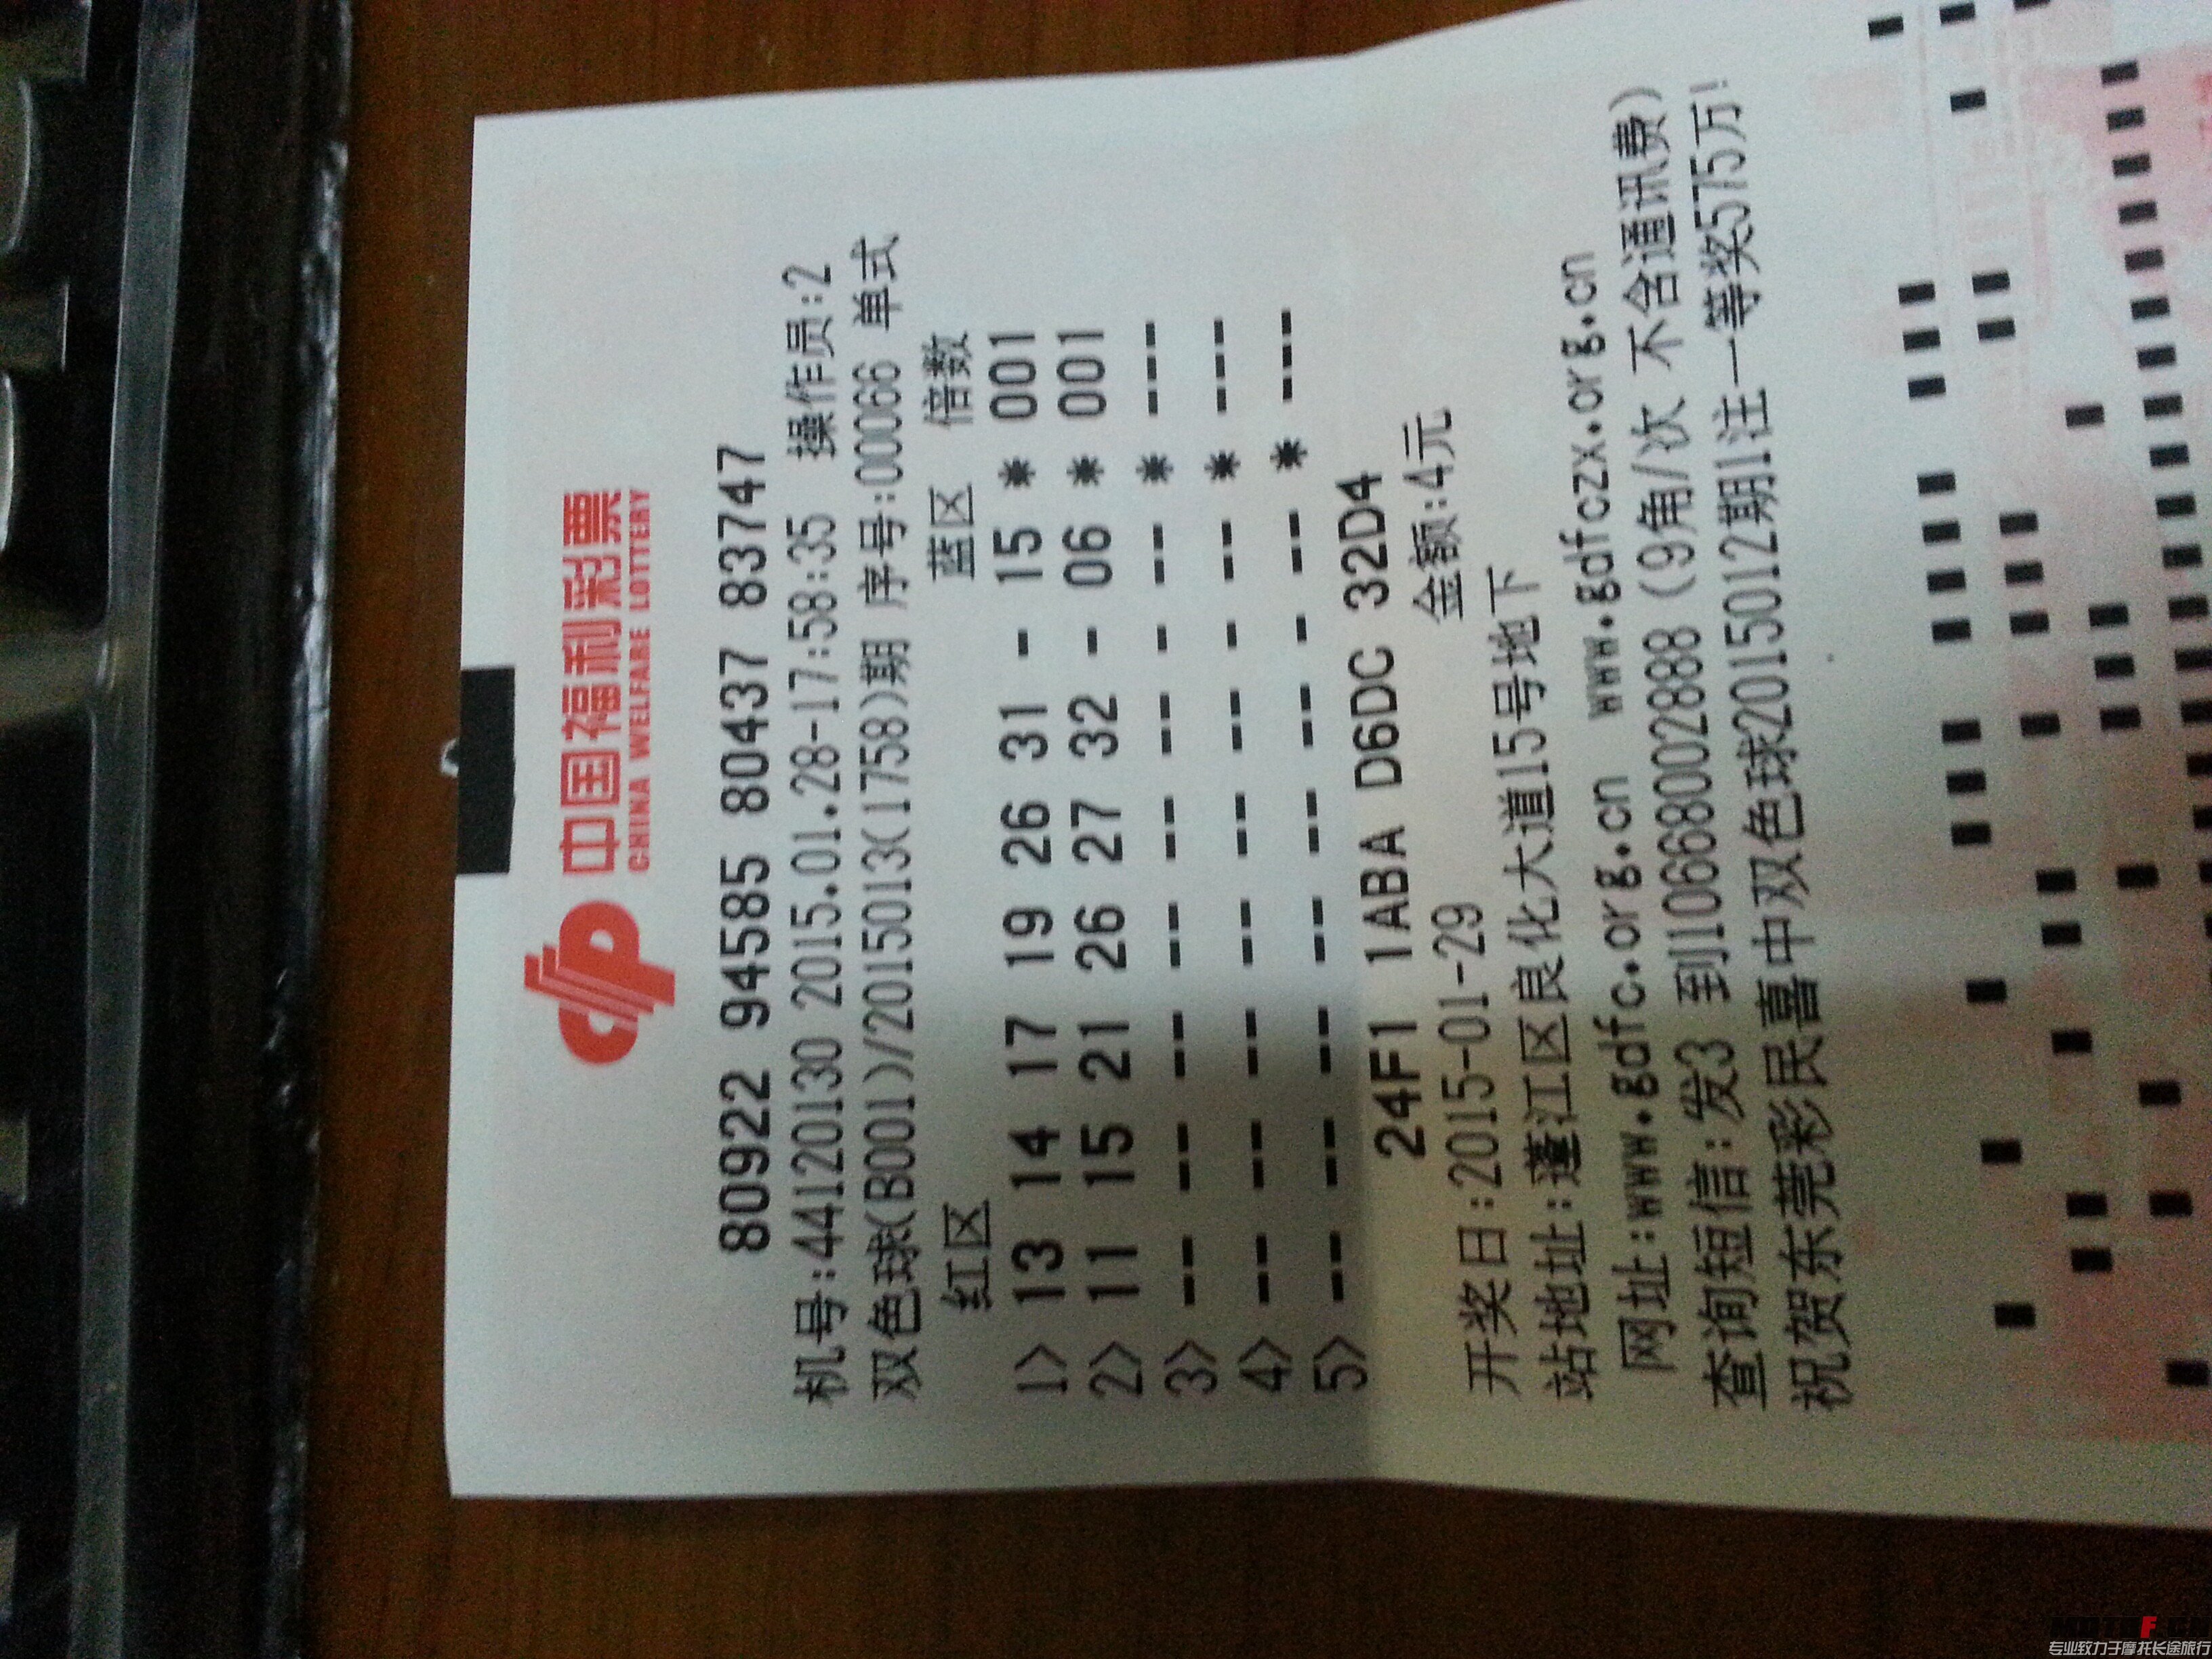 中国福利彩票
CHINA WELFARE LOTTERY
80922 94585 80437 83747
机号:44120130 2015.01.28-17:58:35 操作员:2
双色球(B001)/2015013(1758)期 序号:00066 单式
红区 蓝区 倍数
1> 13 14 17 19 26 31 - 15 * 001
2> 11 15 21 26 27 32 - 06 * 001
3> -- -- -- -- -- -- - -- * ---
4> -- -- -- -- -- -- - -- * ---
5> -- -- -- -- -- -- - -- * ---
24F1 1ABA D6DC 32D4
开奖日:2015-01-29 金额:4元
站地址:蓬江区良化大道15号地下
网址:www.gdfc.org.cn www.gdfczx.org.cn
查询短信:发3 到10668002888 (9角/次 不含通讯费)
祝贺东莞彩民喜中双色球2015012期1注一等奖575万!
专业致力于摩托长途旅行